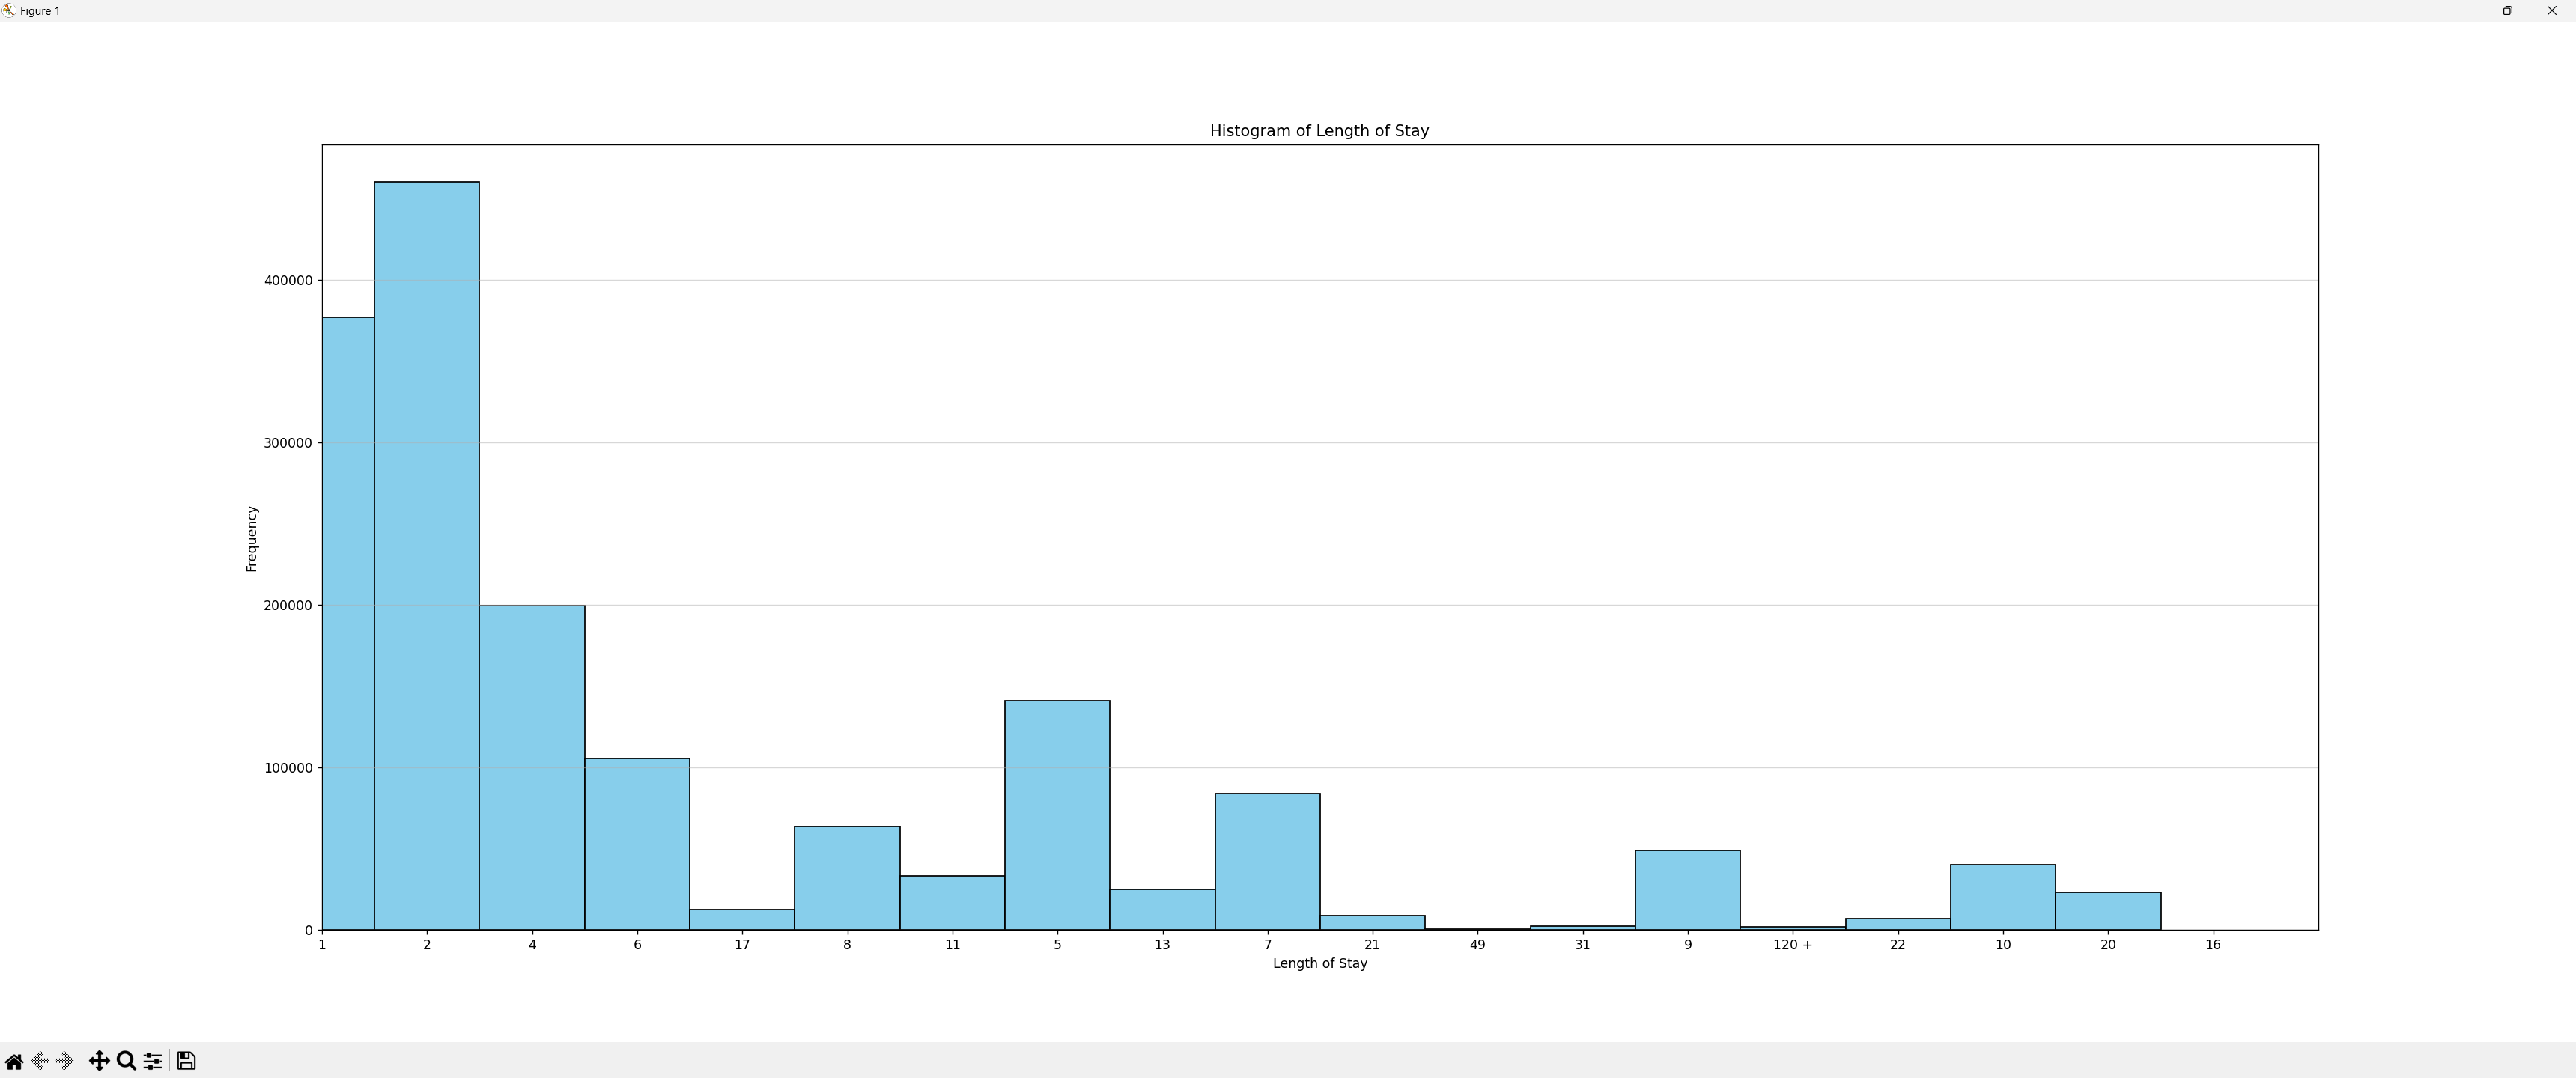 Figure 1
Histogram of Length of Stay
400000
300000
200000
100000
0
Frequency
1 2 4 6 17 8 11 5 13 7 21 49 31 9 120 + 22 10 20 16
Length of Stay